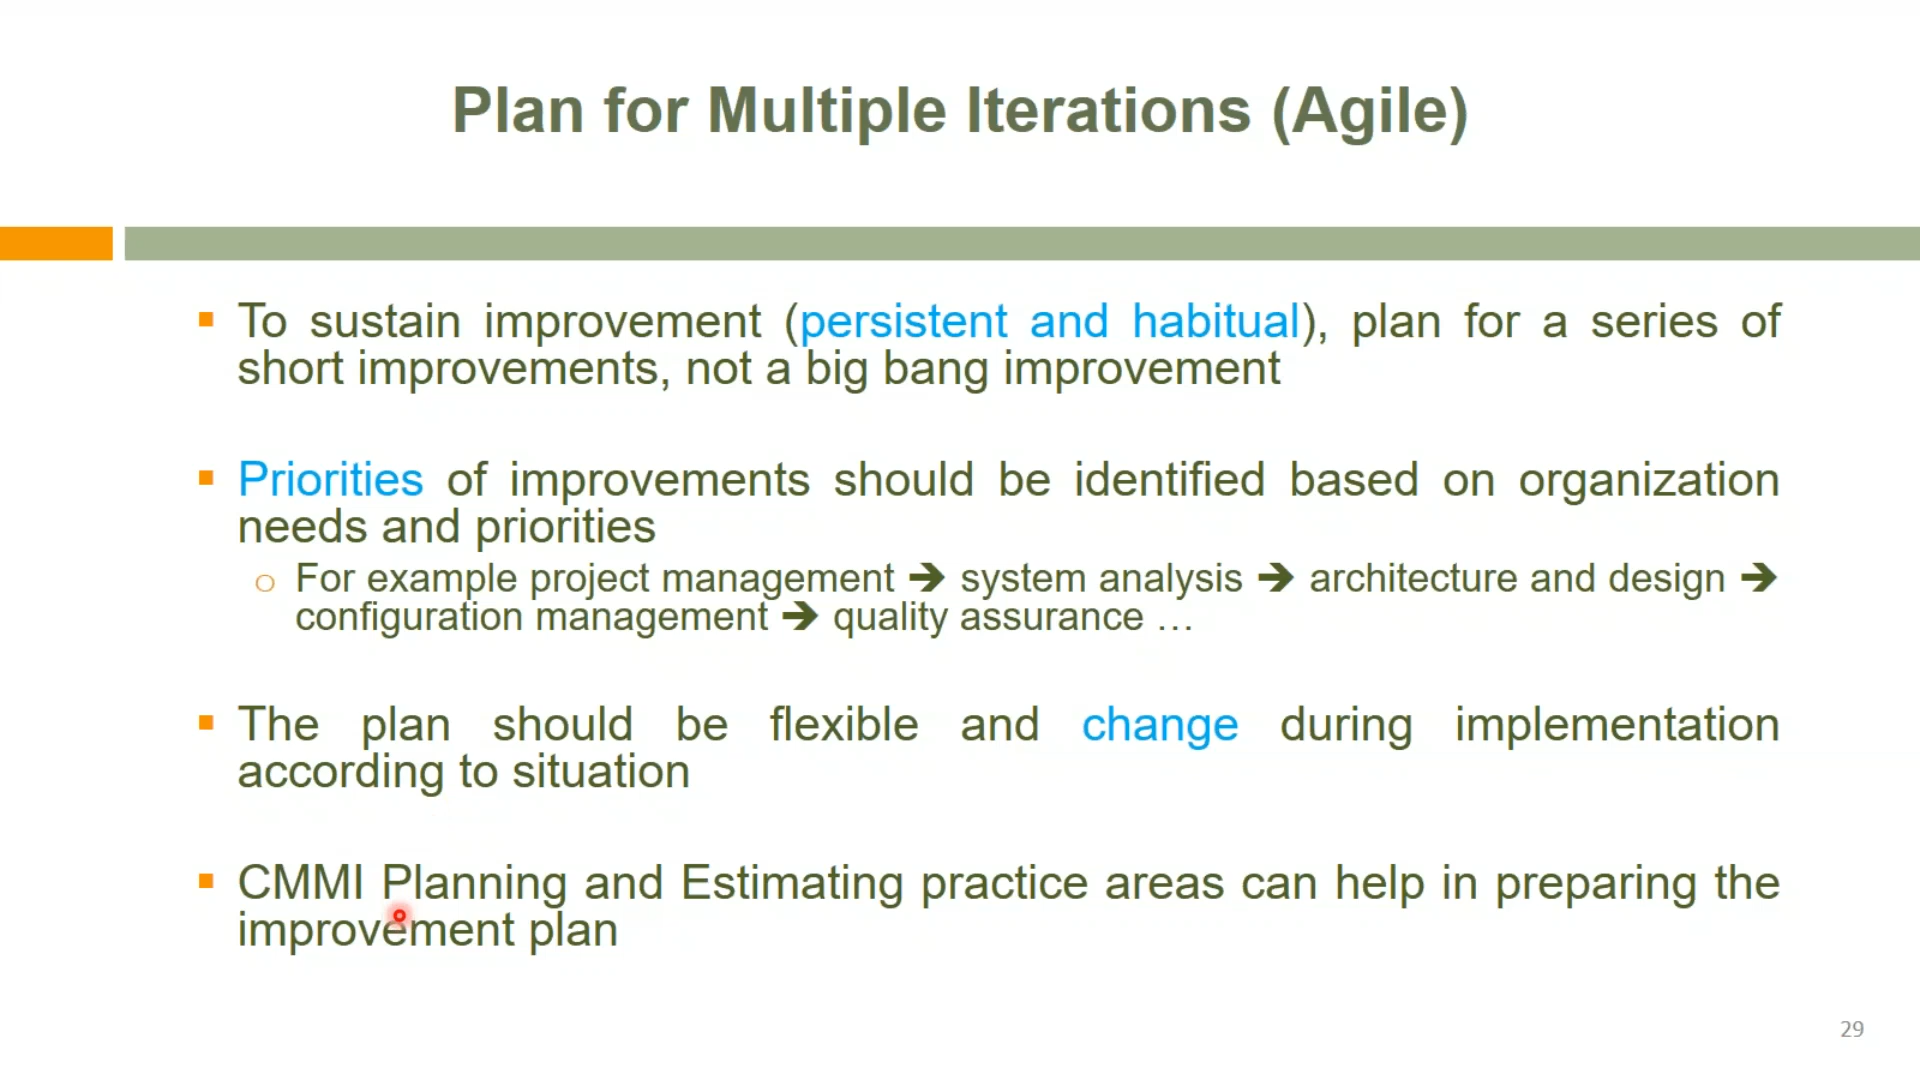 Plan for Multiple Iterations (Agile)
▪ To sustain improvement (persistent and habitual), plan for a series of
short improvements, not a big bang improvement
▪ Priorities of improvements should be identified based on organization
needs and priorities
o For example project management ➔ system analysis ➔ architecture and design ➔
configuration management ➔ quality assurance …
▪ The plan should be flexible and change during implementation
according to situation
▪ CMMI Planning and Estimating practice areas can help in preparing the
improvement plan
29